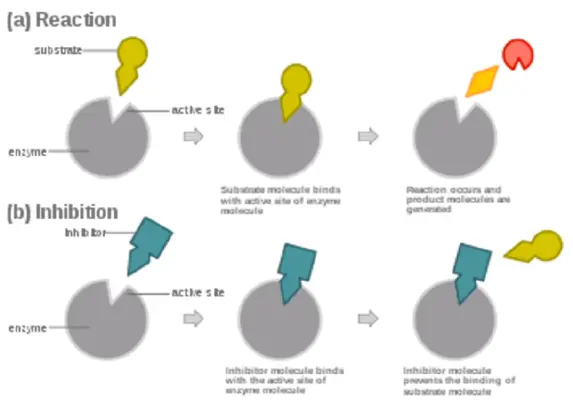 (a) Reaction
substrate
active site
enzyme
Substrate molecule binds
with active site of enzyme
molecule
Reaction occurs and
product molecules are
generated
(b) Inhibition
Inhibitor
active site
enzyme
Inhibitor molecule binds
with the active site of
enzyme molecule
Inhibitor molecule
prevents the binding of
substrate molecule